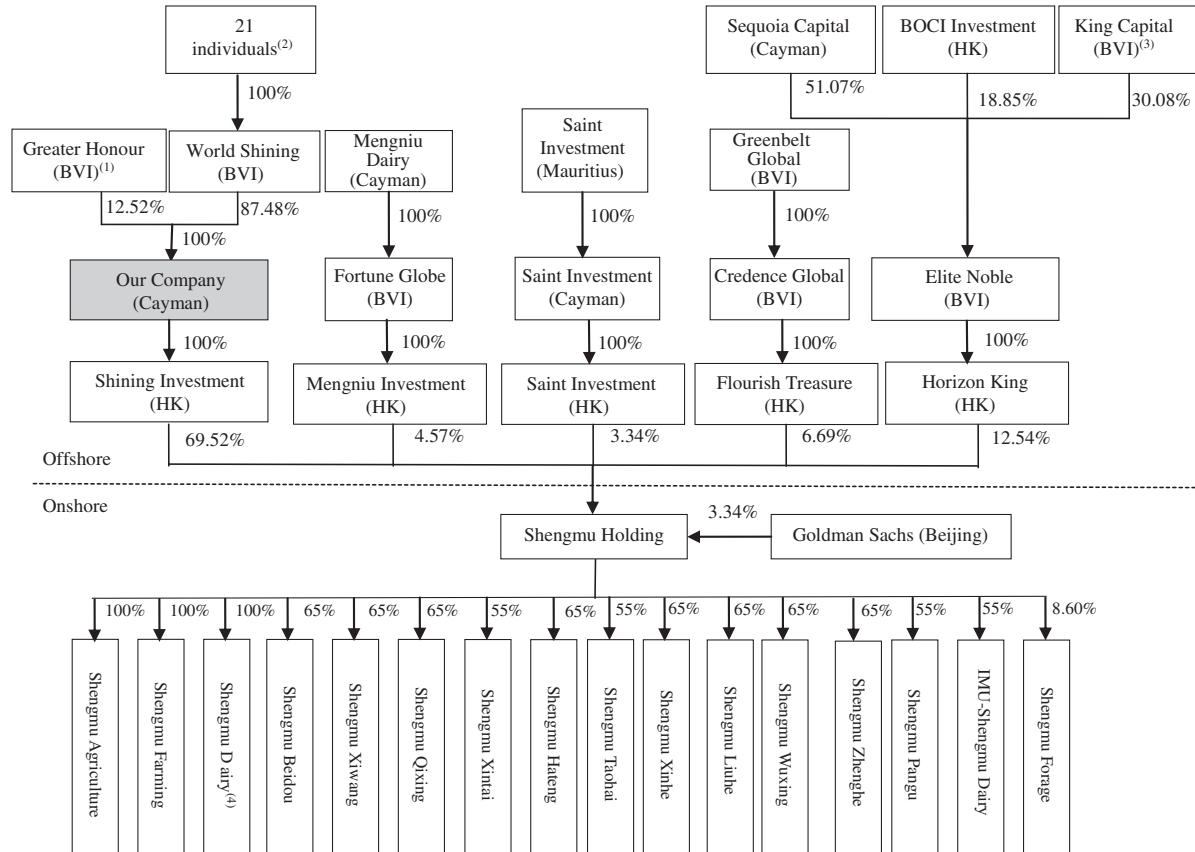 21
individuals(2)
Sequoia Capital
(Cayman)
BOCI Investment
(HK)
King Capital
(BVI)(3)
100%
51.07%
18.85%
30.08%
Greater Honour
(BVI)(1)
World Shining
(BVI)
Mengniu
Dairy
(Cayman)
Saint
Investment
(Mauritius)
Greenbelt
Global
(BVI)
12.52%
87.48%
100%
100%
100%
100%
Our Company
(Cayman)
Fortune Globe
(BVI)
Saint Investment
(Cayman)
Credence Global
(BVI)
Elite Noble
(BVI)
100%
100%
100%
100%
100%
Shining Investment
(HK)
Mengniu Investment
(HK)
Saint Investment
(HK)
Flourish Treasure
(HK)
Horizon King
(HK)
69.52%
4.57%
3.34%
6.69%
12.54%
Offshore
Onshore
Shengmu Holding
3.34%
Goldman Sachs (Beijing)
100%
100%
100%
65%
65%
65%
55%
65%
55%
65%
65%
65%
65%
55%
55%
8.60%
Shengmu Agriculture
Shengmu Farming
Shengmu D airy(4)
Shengmu Beidou
Shengmu Xiwang
Shengmu Qixing
Shengmu Xintai
Shengmu Hateng
Shengmu Taohai
Shengmu Xinhe
Shengmu Liuhe
Shengmu Wuxing
Shengmu Zhenghe
Shengmu Pangu
IMU-Shengmu Dairy
Shengmu Forage